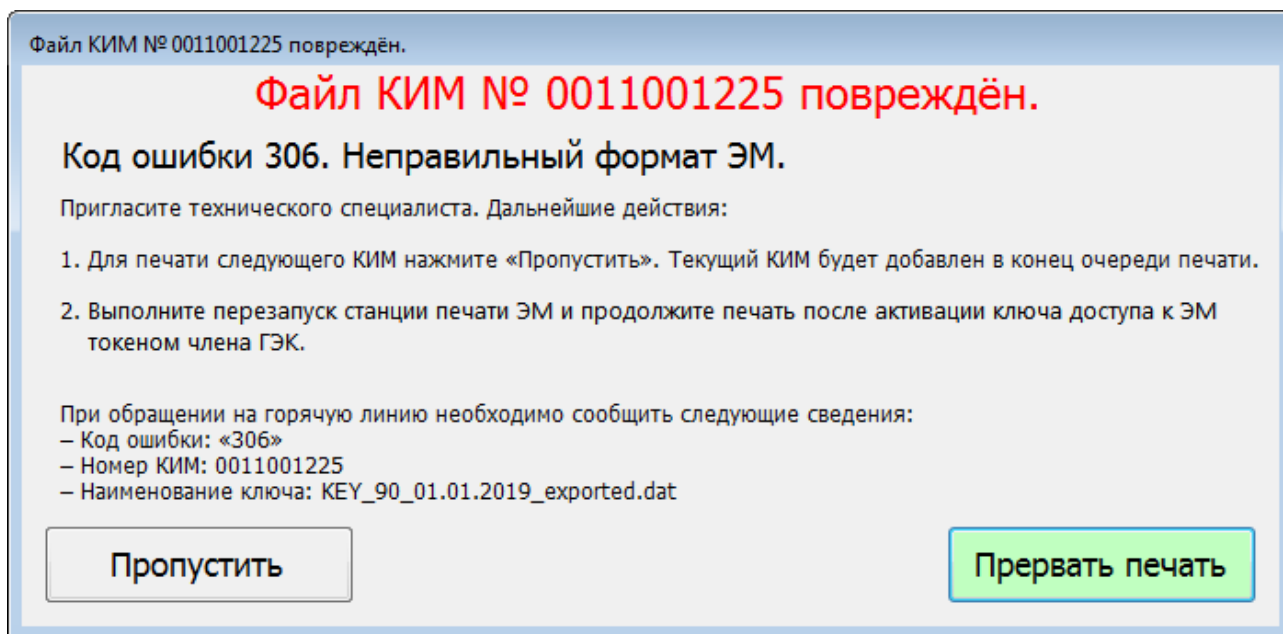 Файл КИМ № 0011001225 повреждён.
Файл КИМ № 0011001225 повреждён.
Код ошибки 306. Неправильный формат ЭМ.
Пригласите технического специалиста. Дальнейшие действия:
1. Для печати следующего КИМ нажмите «Пропустить». Текущий КИМ будет добавлен в конец очереди печати.
2. Выполните перезапуск станции печати ЭМ и продолжите печать после активации ключа доступа к ЭМ
токеном члена ГЭК.
При обращении на горячую линию необходимо сообщить следующие сведения:
– Код ошибки: «306»
– Номер КИМ: 0011001225
– Наименование ключа: KEY_90_01.01.2019_exported.dat
Пропустить
Прервать печать